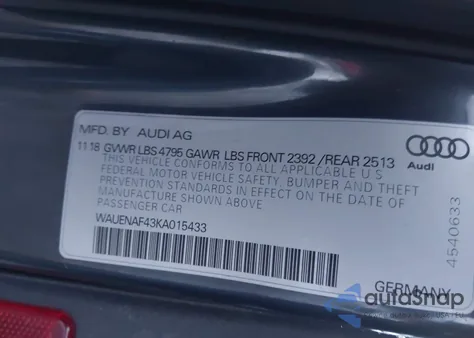 MFD. BY AUDI AG
11 18 GVWR LBS 4795 GAWR LBS FRONT 2392 /REAR 2513
THIS VEHICLE CONFORMS TO ALL APPLICABLE U S
FEDERAL MOTOR VEHICLE SAFETY, BUMPER AND THEFT
PREVENTION STANDARDS IN EFFECT ON THE DATE OF
MANUFACTURE SHOWN ABOVE
PASSENGER CAR
WAUENAF43KA015433
Audi
4540633
GERMANY
autoSnap